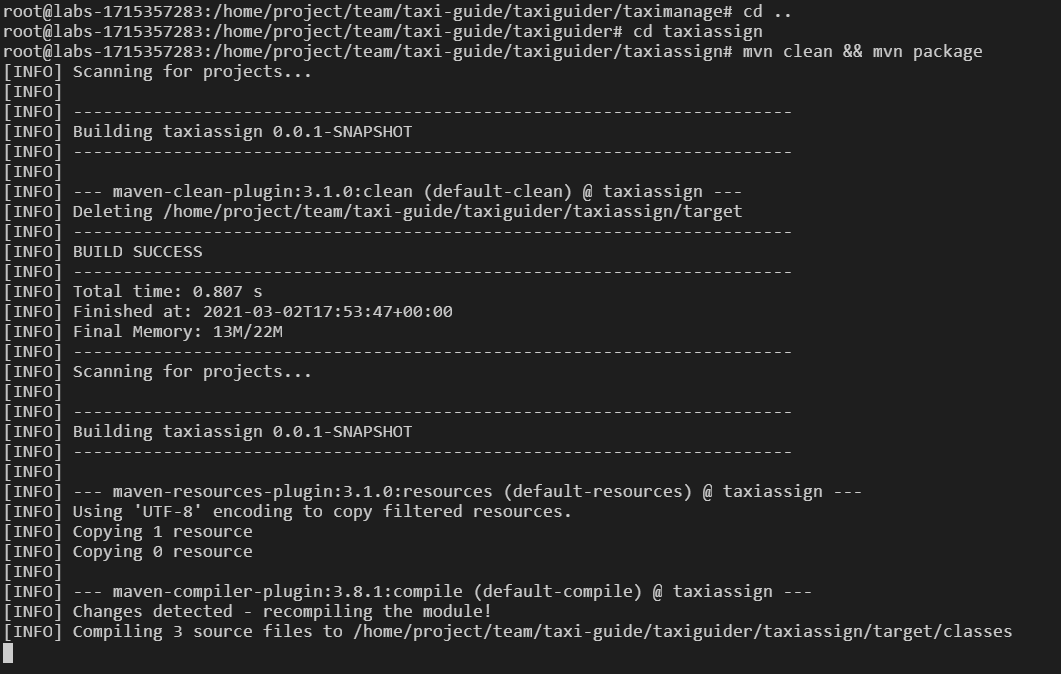 root@labs-1715357283:/home/project/team/taxi-guide/taxiguider/taximanage# cd ..
root@labs-1715357283:/home/project/team/taxi-guide/taxiguider# cd taxiassign
root@labs-1715357283:/home/project/team/taxi-guide/taxiguider/taxiassign# mvn clean && mvn package
[INFO] Scanning for projects...
[INFO]
[INFO] ------------------------------------------------------------------------
[INFO] Building taxiassign 0.0.1-SNAPSHOT
[INFO] ------------------------------------------------------------------------
[INFO]
[INFO] --- maven-clean-plugin:3.1.0:clean (default-clean) @ taxiassign ---
[INFO] Deleting /home/project/team/taxi-guide/taxiguider/taxiassign/target
[INFO] ------------------------------------------------------------------------
[INFO] BUILD SUCCESS
[INFO] ------------------------------------------------------------------------
[INFO] Total time: 0.807 s
[INFO] Finished at: 2021-03-02T17:53:47+00:00
[INFO] Final Memory: 13M/22M
[INFO] ------------------------------------------------------------------------
[INFO] Scanning for projects...
[INFO]
[INFO] ------------------------------------------------------------------------
[INFO] Building taxiassign 0.0.1-SNAPSHOT
[INFO] ------------------------------------------------------------------------
[INFO]
[INFO] --- maven-resources-plugin:3.1.0:resources (default-resources) @ taxiassign ---
[INFO] Using 'UTF-8' encoding to copy filtered resources.
[INFO] Copying 1 resource
[INFO] Copying 0 resource
[INFO]
[INFO] --- maven-compiler-plugin:3.8.1:compile (default-compile) @ taxiassign ---
[INFO] Changes detected - recompiling the module!
[INFO] Compiling 3 source files to /home/project/team/taxi-guide/taxiguider/taxiassign/target/classes